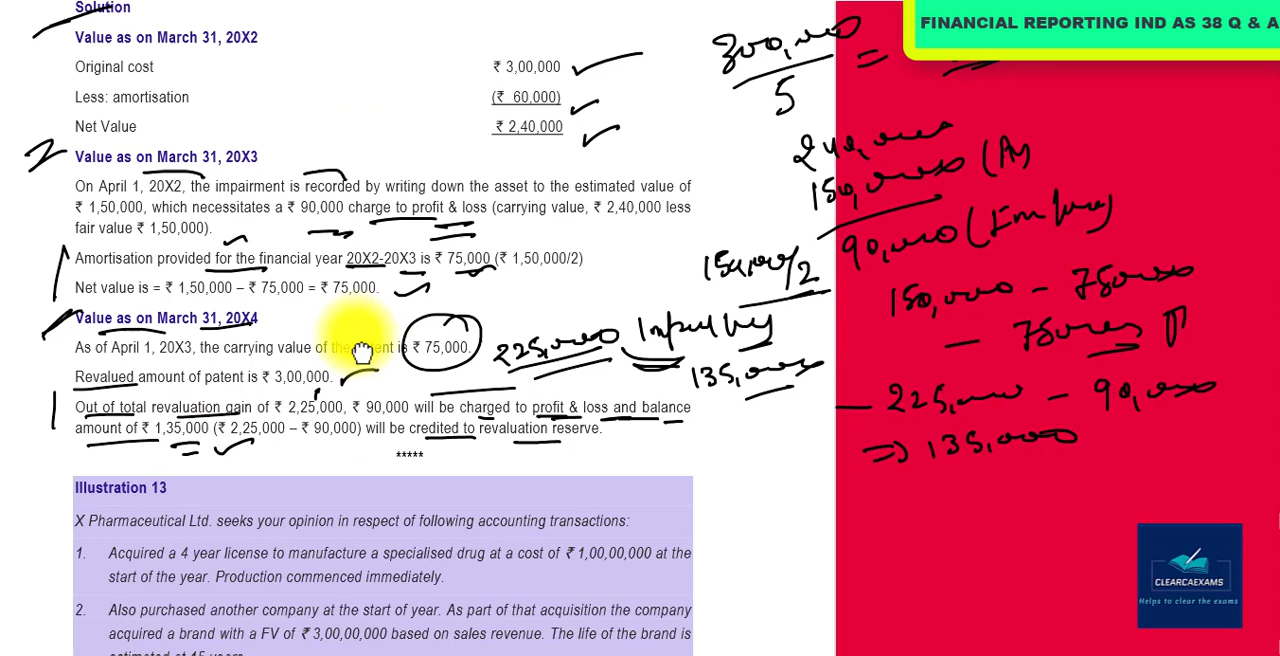 Solution
FINANCIAL REPORTING IND AS 38 Q & A
Value as on March 31, 20X2
Original cost ₹ 3,00,000
Less: amortisation (₹ 60,000)
Net Value ₹ 2,40,000
Value as on March 31, 20X3
On April 1, 20X2, the impairment is recorded by writing down the asset to the estimated value of
₹ 1,50,000, which necessitates a ₹ 90,000 charge to profit & loss (carrying value, ₹ 2,40,000 less
fair value ₹ 1,50,000).
Amortisation provided for the financial year 20X2-20X3 is ₹ 75,000 (₹ 1,50,000/2)
Net value is = ₹ 1,50,000 – ₹ 75,000 = ₹ 75,000.
Value as on March 31, 20X4
As of April 1, 20X3, the carrying value of the patent is ₹ 75,000.
Revalued amount of patent is ₹ 3,00,000.
Out of total revaluation gain of ₹ 2,25,000, ₹ 90,000 will be charged to profit & loss and balance
amount of ₹ 1,35,000 (₹ 2,25,000 – ₹ 90,000) will be credited to revaluation reserve.
*****
300,000
5
=
240,000
150,000
90,000
150,000/2
150,000 - 75000
- 75000
225,000
135,000
- 225,000 - 90,000
⇒ 135,000
Illustration 13
X Pharmaceutical Ltd. seeks your opinion in respect of following accounting transactions:
1. Acquired a 4 year license to manufacture a specialised drug at a cost of ₹ 1,00,00,000 at the
start of the year. Production commenced immediately.
2. Also purchased another company at the start of year. As part of that acquisition the company
acquired a brand with a FV of ₹ 3,00,00,000 based on sales revenue. The life of the brand is
estimated at 15 years
CLEARCAEXAMS
Helps to clear the exams